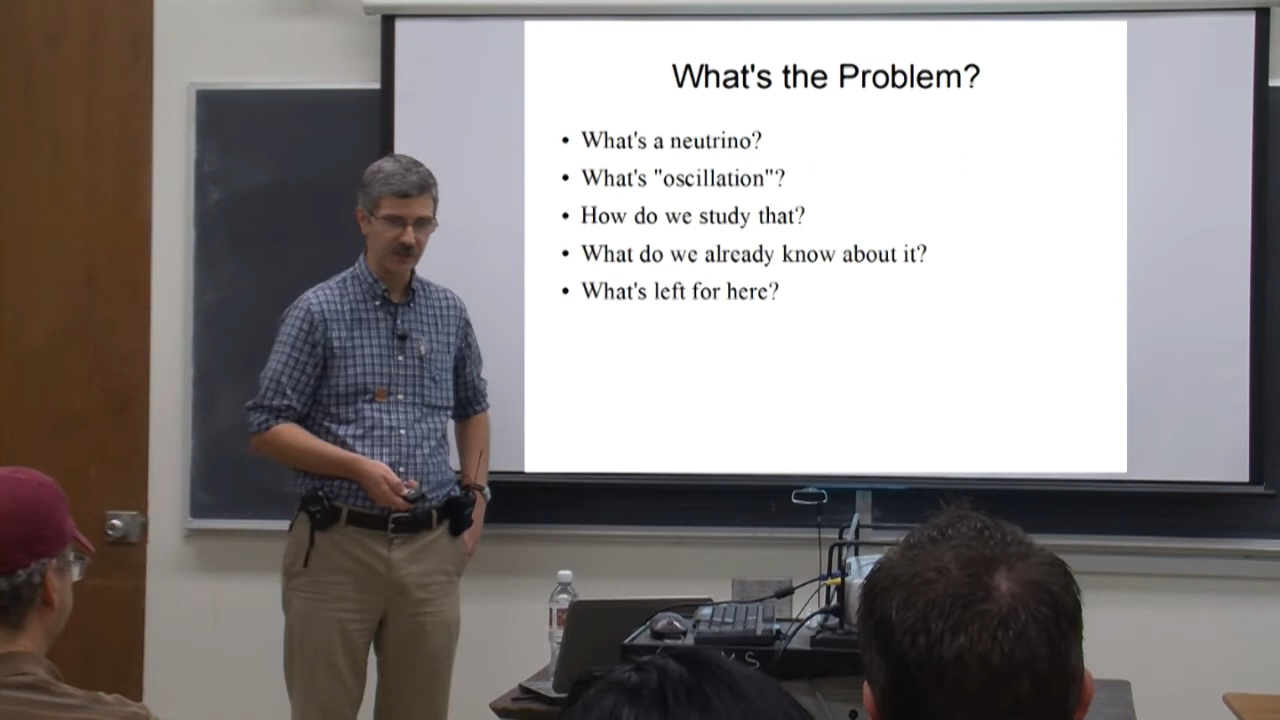 What's the Problem?
• What's a neutrino?
• What's "oscillation"?
• How do we study that?
• What do we already know about it?
• What's left for here?